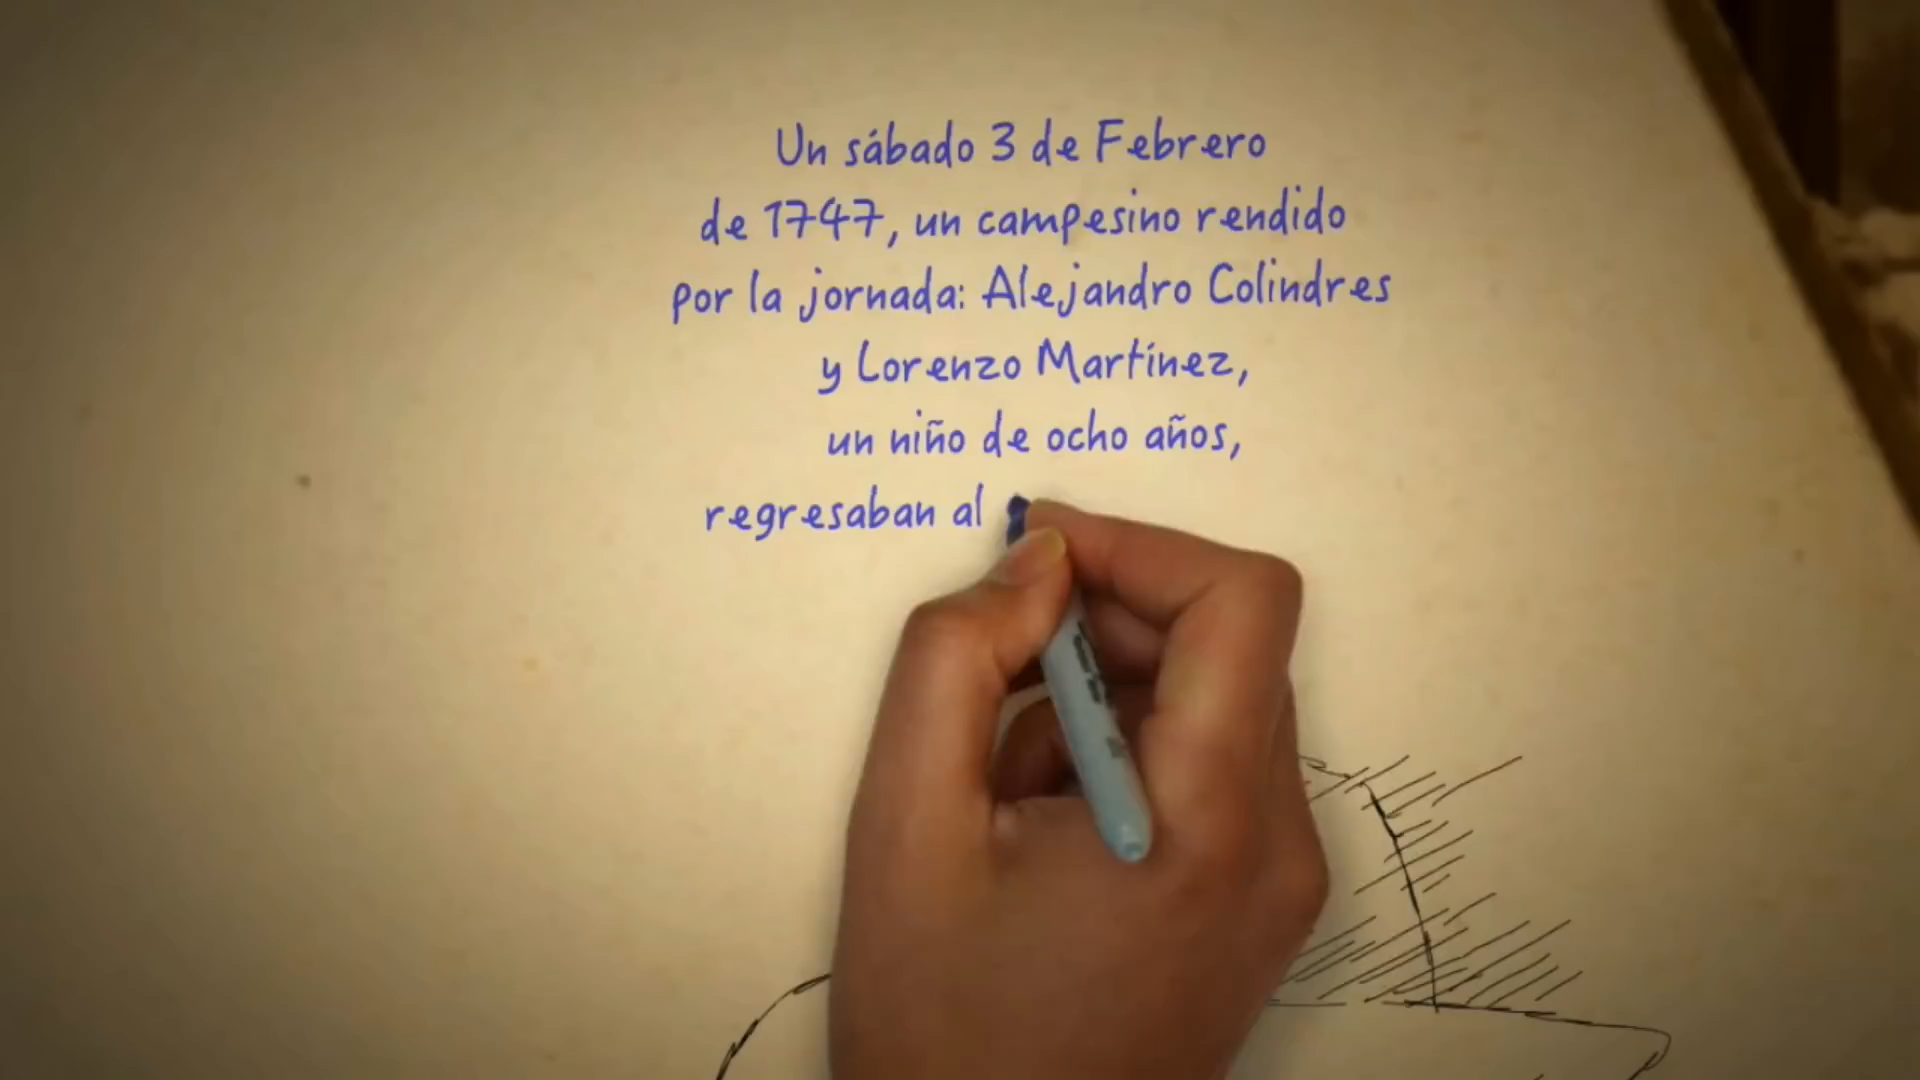 Un sábado 3 de Febrero
de 1747, un campesino rendido
por la jornada: Alejandro Colindres
y Lorenzo Martínez,
un niño de ocho años,
regresaban al